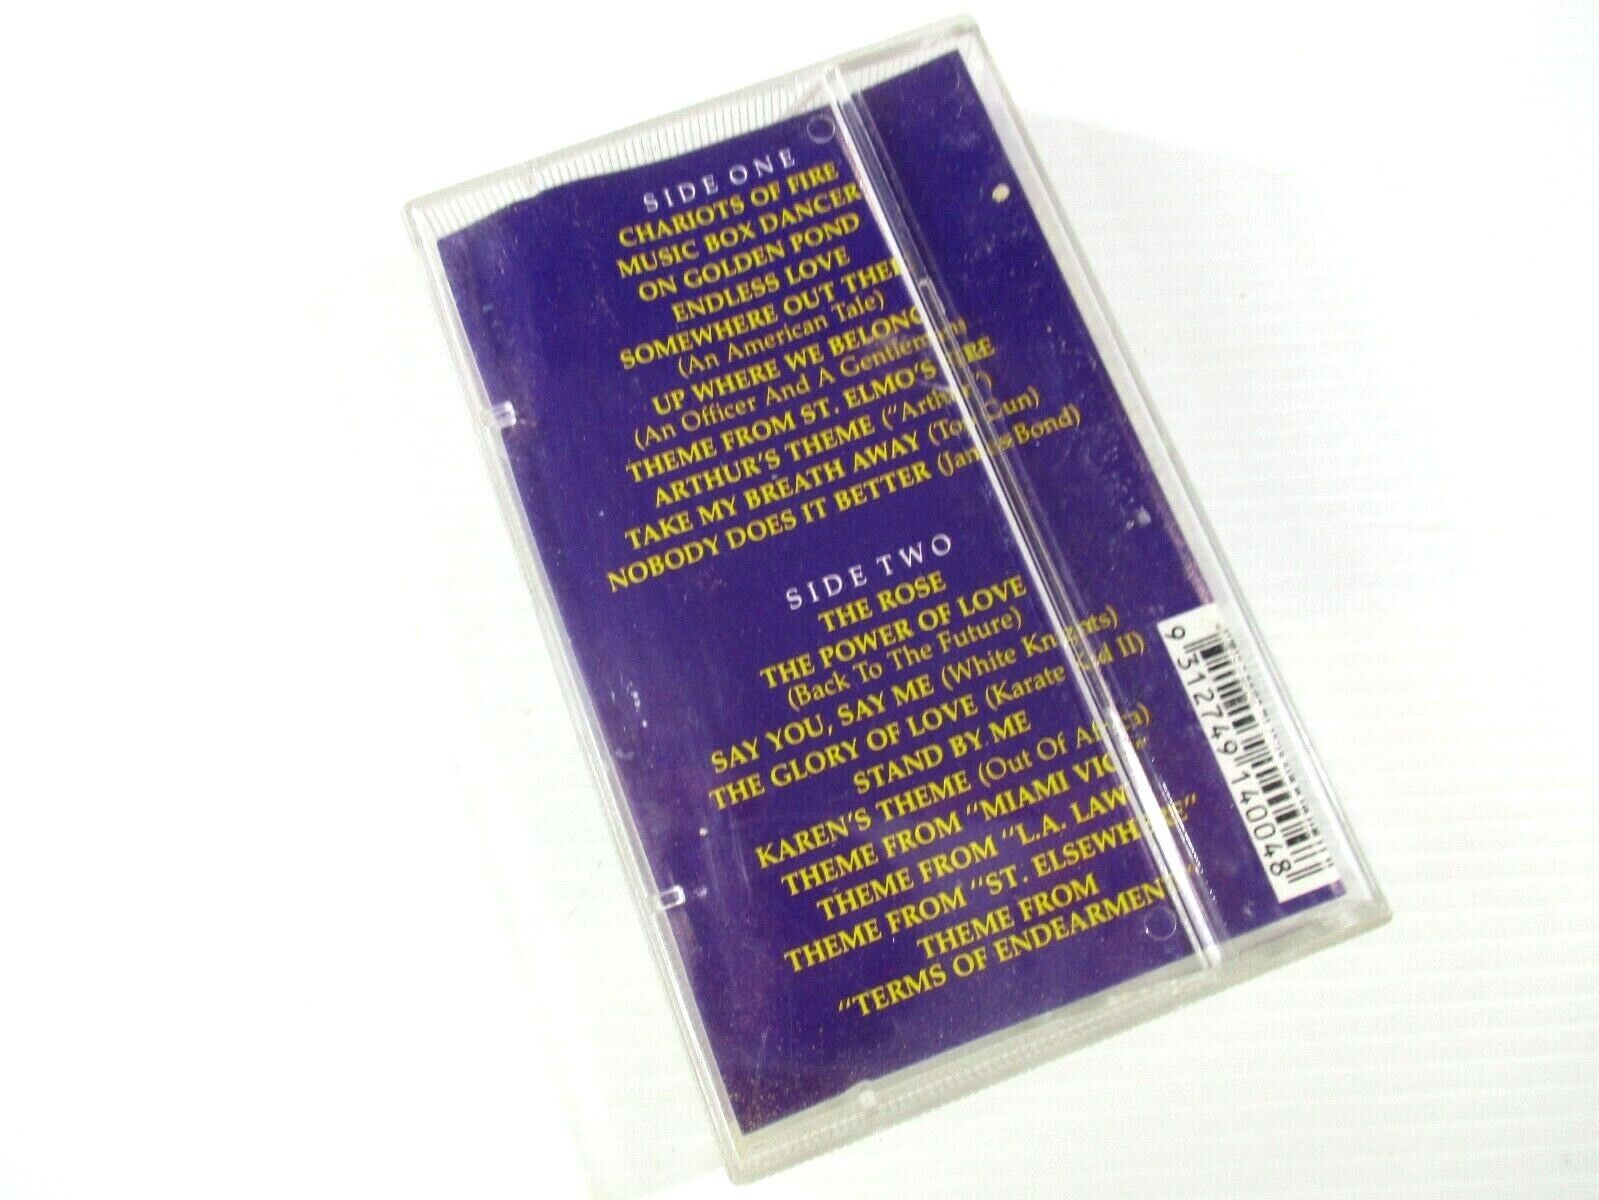 SIDE ONE
CHARIOTS OF FIRE
MUSIC BOX DANCER
ON GOLDEN POND
ENDLESS LOVE
SOMEWHERE OUT THERE
(An American Tale)
UP WHERE WE BELONG
(An Officer And A Gentleman)
THEME FROM ST. ELMO'S FIRE
ARTHUR'S THEME ("Arthur")
TAKE MY BREATH AWAY (Top Gun)
NOBODY DOES IT BETTER (James Bond)
SIDE TWO
THE ROSE
THE POWER OF LOVE
(Back To The Future)
SAY YOU, SAY ME (White Knights)
THE GLORY OF LOVE (Karate Kid II)
STAND BY ME
KAREN'S THEME (Out Of Africa)
THEME FROM "MIAMI VICE"
THEME FROM "L.A. LAW"
THEME FROM "ST. ELSEWHERE"
THEME FROM
"TERMS OF ENDEARMENT"
9 312749 140048